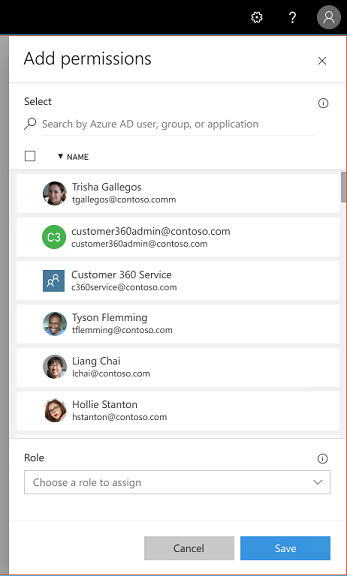 ?
Add permissions
Select
Search by Azure AD user, group, or application
NAME
Trisha Gallegos
tgallegos@contoso.comm
C3
customer360admin@contoso.com
customer360admin@contoso.com
Customer 360 Service
c360service@contoso.com
Tyson Flemming
tflemming@contoso.com
Liang Chai
lchai@contoso.com
Hollie Stanton
hstanton@contoso.com
Role
Choose a role to assign
Cancel Save